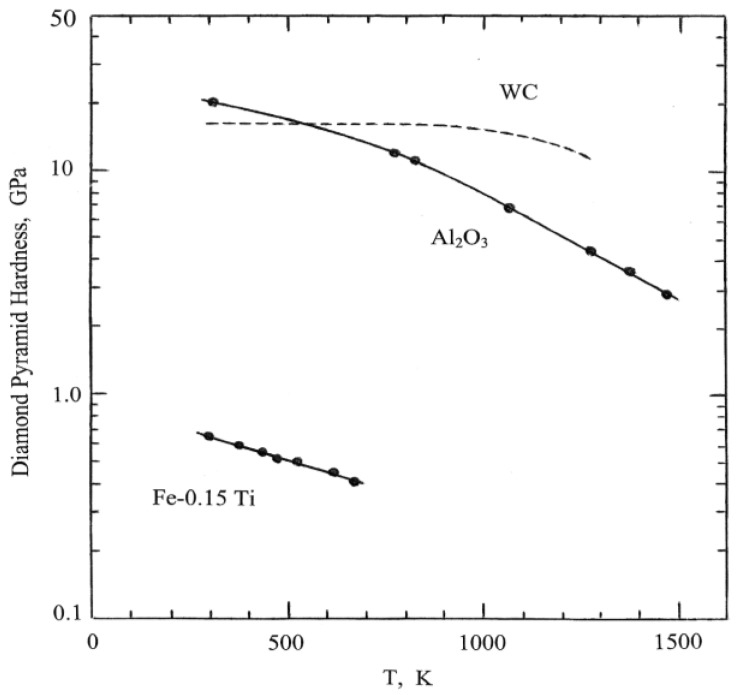 50
10
1.0
0.1
Diamond Pyramid Hardness, GPa
WC
Al₂O₃
Fe-0.15 Ti
0 500 1000 1500
T, K